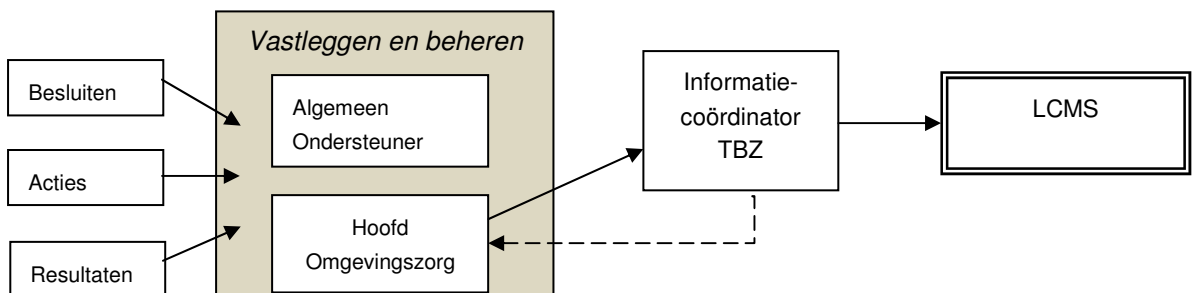 Besluiten
Acties
Resultaten
Vastleggen en beheren
Algemeen
Ondersteuner
Hoofd
Omgevingszorg
Informatie-
coördinator
TBZ
LCMS